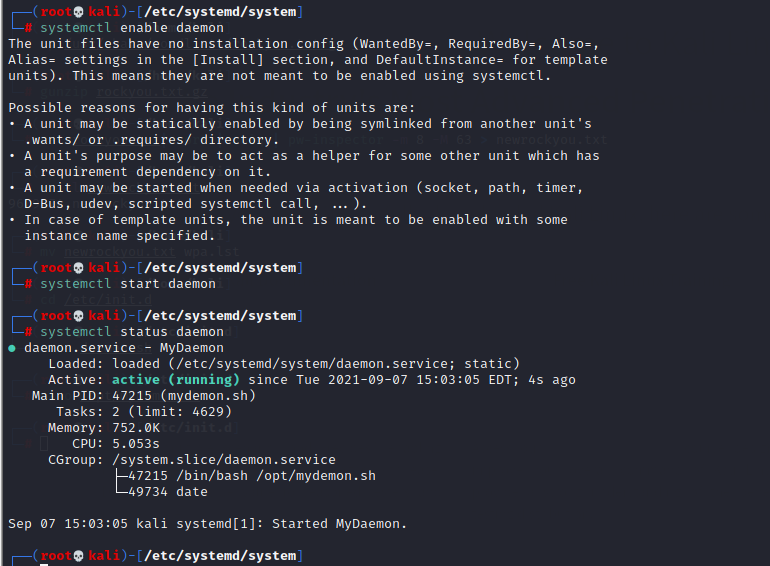 ┌──(root💀kali)-[/etc/systemd/system]
└─# systemctl enable daemon
The unit files have no installation config (WantedBy=, RequiredBy=, Also=,
Alias= settings in the [Install] section, and DefaultInstance= for template
units). This means they are not meant to be enabled using systemctl.

Possible reasons for having this kind of units are:
• A unit may be statically enabled by being symlinked from another unit's
  .wants/ or .requires/ directory.
• A unit's purpose may be to act as a helper for some other unit which has
  a requirement dependency on it.
• A unit may be started when needed via activation (socket, path, timer,
  D-Bus, udev, scripted systemctl call, ...).
• In case of template units, the unit is meant to be enabled with some
  instance name specified.

┌──(root💀kali)-[/etc/systemd/system]
└─# systemctl start daemon

┌──(root💀kali)-[/etc/systemd/system]
└─# systemctl status daemon
● daemon.service - MyDaemon
     Loaded: loaded (/etc/systemd/system/daemon.service; static)
     Active: active (running) since Tue 2021-09-07 15:03:05 EDT; 4s ago
   Main PID: 47215 (mydemon.sh)
      Tasks: 2 (limit: 4629)
     Memory: 752.0K
        CPU: 5.053s
     CGroup: /system.slice/daemon.service
             ├─47215 /bin/bash /opt/mydemon.sh
             └─49734 date

Sep 07 15:03:05 kali systemd[1]: Started MyDaemon.

┌──(root💀kali)-[/etc/systemd/system]